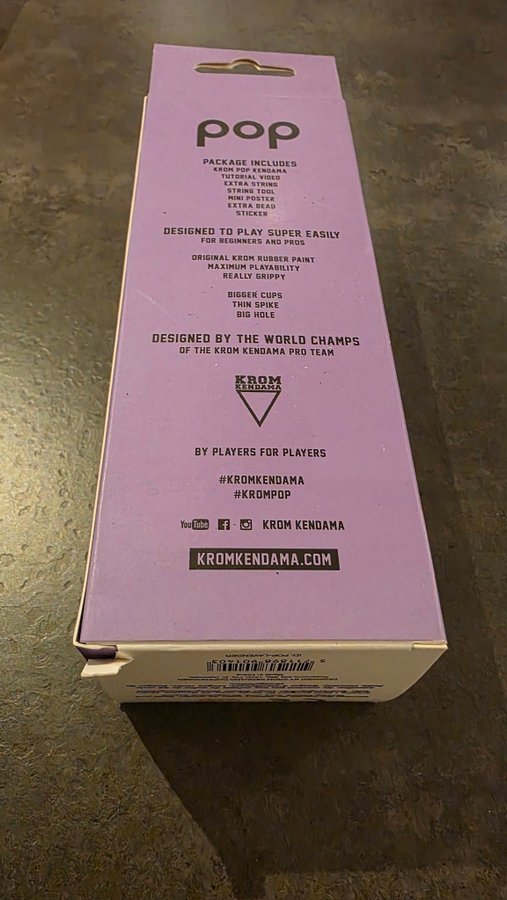 pop
PACKAGE INCLUDES
KROM POP KENDAMA
TUTORIAL VIDEO
EXTRA STRING
STRING TOOL
MINI POSTER
EXTRA BEAD
STICKER
DESIGNED TO PLAY SUPER EASILY
FOR BEGINNERS AND PROS
ORIGINAL KROM RUBBER PAINT
MAXIMUM PLAYABILITY
REALLY GRIPPY
BIGGER CUPS
THIN SPIKE
BIG HOLE
DESIGNED BY THE WORLD CHAMPS
OF THE KROM KENDAMA PRO TEAM
KROM
KENDAMA
BY PLAYERS FOR PLAYERS
#KROMKENDAMA
#KROMPOP
YouTube f KROM KENDAMA
KROMKENDAMA.COM
ID: POP-LAVENDER